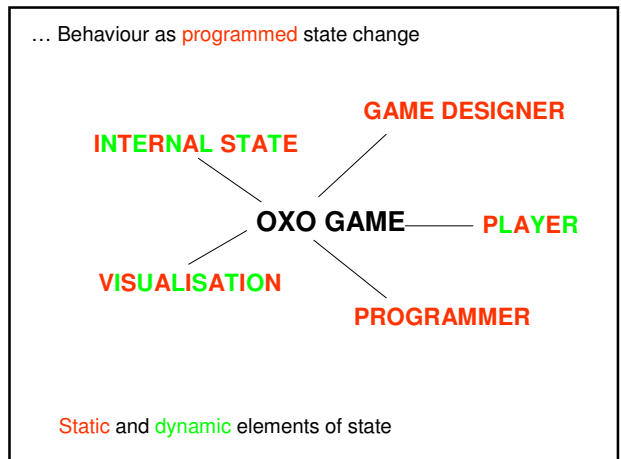 … Behaviour as programmed state change
GAME DESIGNER
INTERNAL STATE
OXO GAME
PLAYER
VISUALISATION
PROGRAMMER
Static and dynamic elements of state